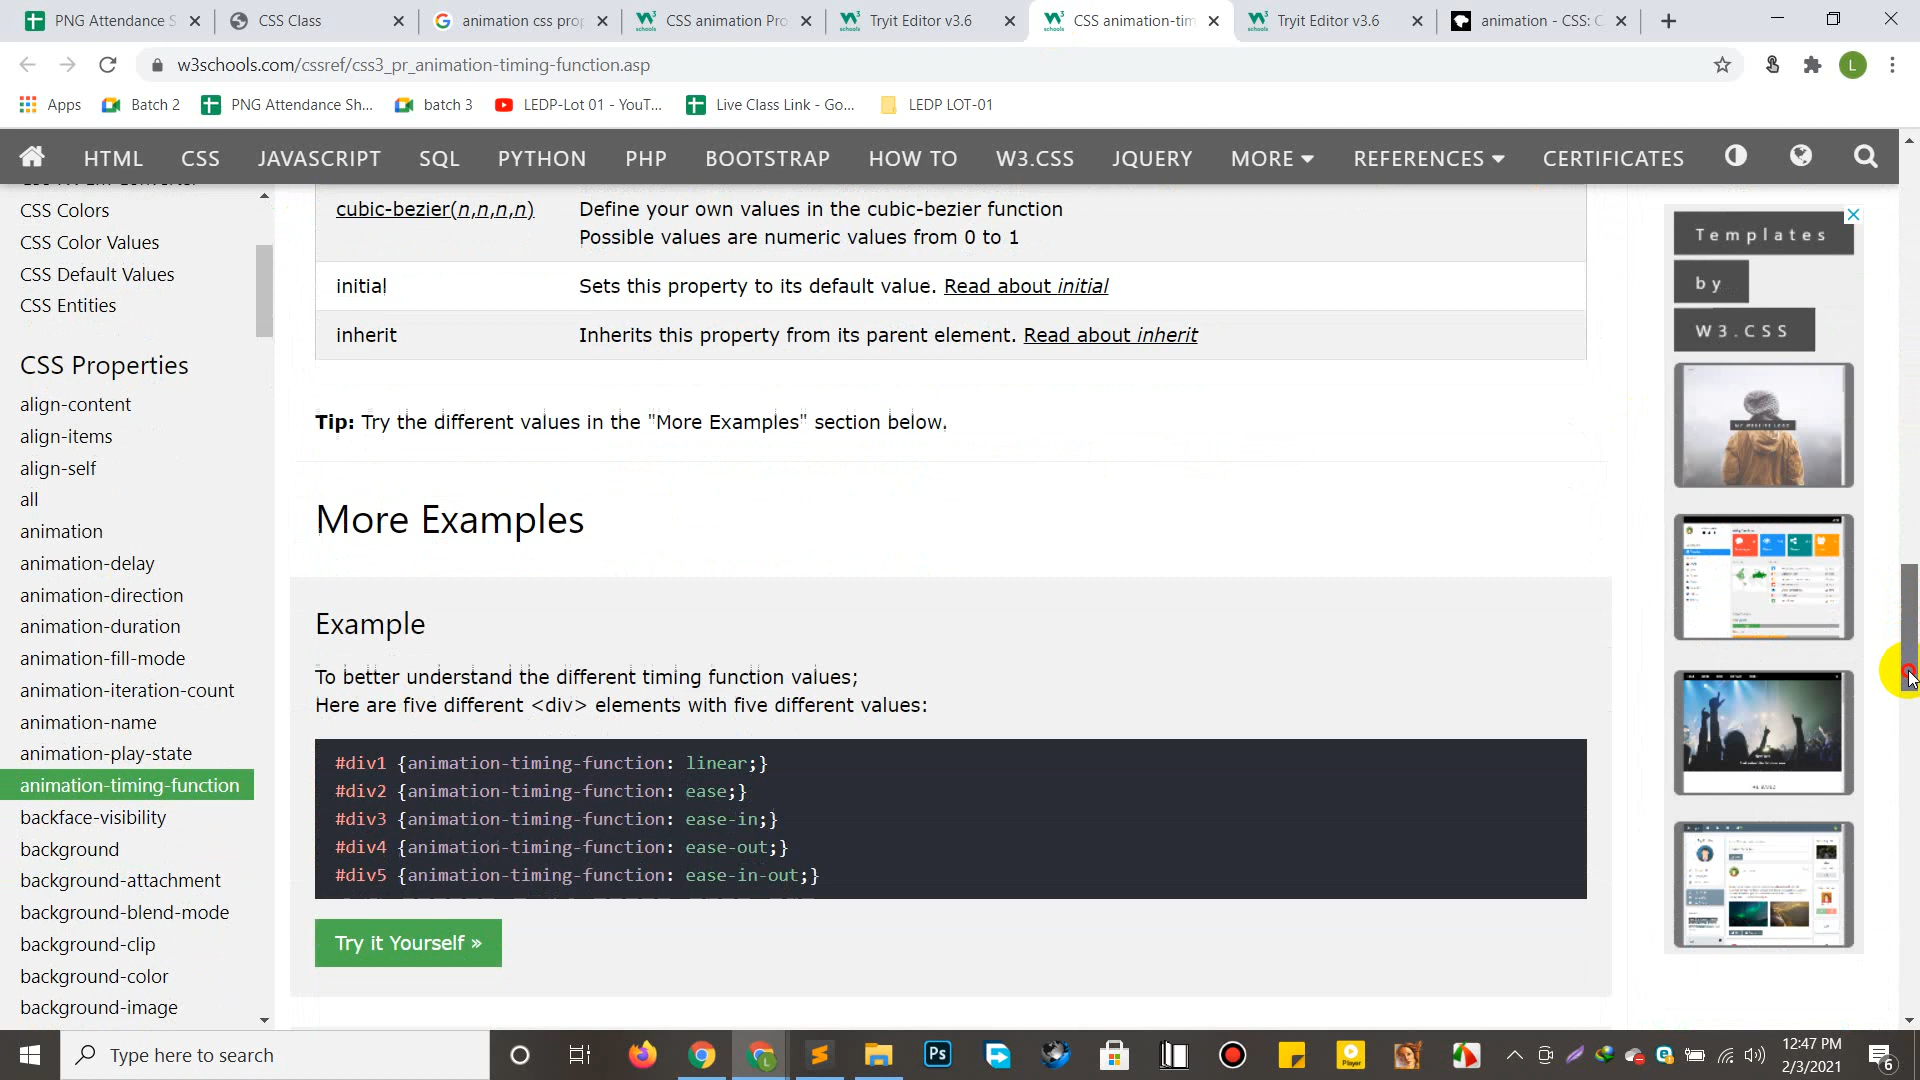 PNG Attendance S
CSS Class
animation css prop
CSS animation Pro
Tryit Editor v3.6
CSS animation-tim
Tryit Editor v3.6
animation - CSS: C
w3schools.com/cssref/css3_pr_animation-timing-function.asp
L
Apps
Batch 2
PNG Attendance Sh...
batch 3
LEDP-Lot 01 - YouT...
Live Class Link - Go...
LEDP LOT-01
HTML
CSS
JAVASCRIPT
SQL
PYTHON
PHP
BOOTSTRAP
HOW TO
W3.CSS
JQUERY
MORE
REFERENCES
CERTIFICATES
CSS Colors
CSS Color Values
CSS Default Values
CSS Entities
CSS Properties
align-content
align-items
align-self
all
animation
animation-delay
animation-direction
animation-duration
animation-fill-mode
animation-iteration-count
animation-name
animation-play-state
animation-timing-function
backface-visibility
background
background-attachment
background-blend-mode
background-clip
background-color
background-image
cubic-bezier(n,n,n,n)
Define your own values in the cubic-bezier function
Possible values are numeric values from 0 to 1
initial
Sets this property to its default value. Read about initial
inherit
Inherits this property from its parent element. Read about inherit
Tip: Try the different values in the "More Examples" section below.
More Examples
Example
To better understand the different timing function values;
Here are five different <div> elements with five different values:
#div1 {animation-timing-function: linear;}
#div2 {animation-timing-function: ease;}
#div3 {animation-timing-function: ease-in;}
#div4 {animation-timing-function: ease-out;}
#div5 {animation-timing-function: ease-in-out;}
Try it Yourself »
Templates
by
W3.CSS
Type here to search
Ps
Player
12:47 PM
2/3/2021
6